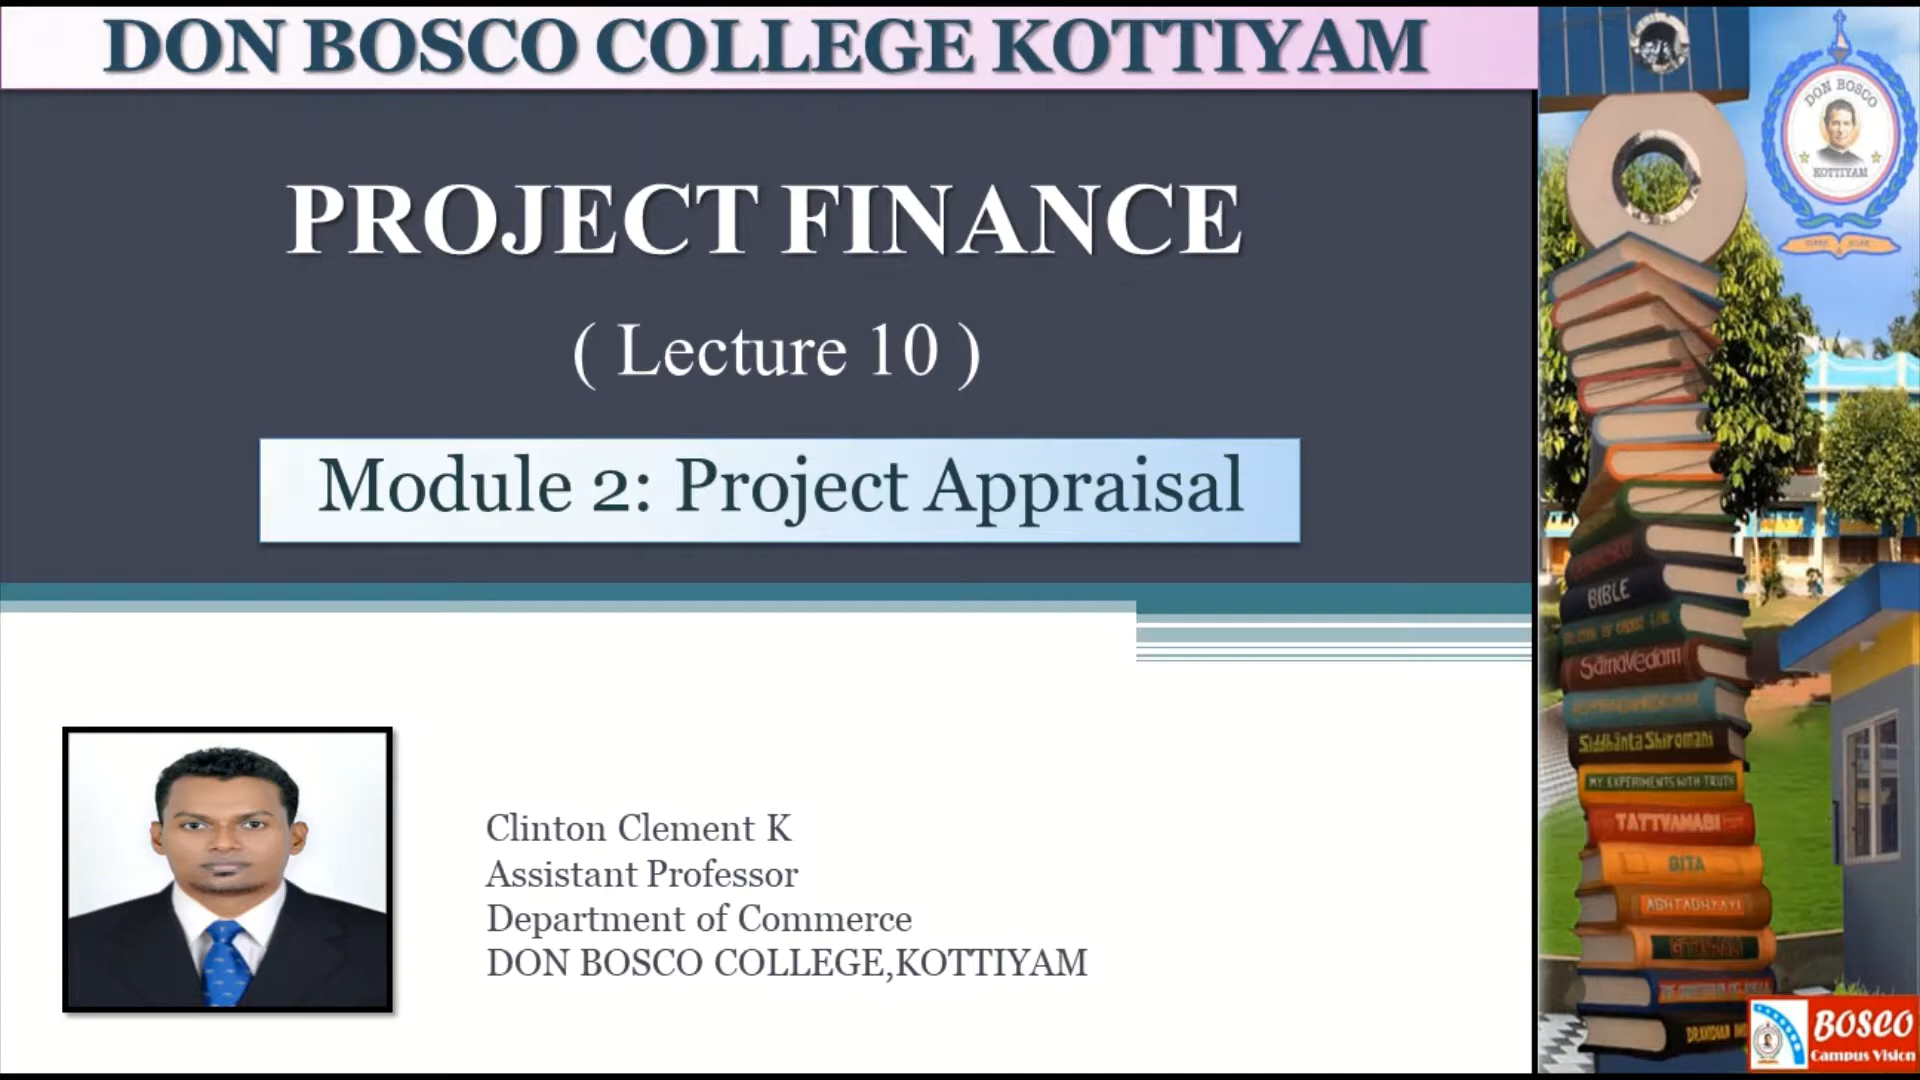 DON BOSCO COLLEGE KOTTIYAM
PROJECT FINANCE
( Lecture 10 )
Module 2: Project Appraisal
Clinton Clement K
Assistant Professor
Department of Commerce
DON BOSCO COLLEGE,KOTTIYAM
DON BOSCO
KOTTIYAM
BIBLE
SamaVedam
Siddhanta Shiromani
MY EXPERIMENTS WITH TRUTH
TATTVAMASI
GITA
ASHTADHYAYI
BOSCO
Campus Vision